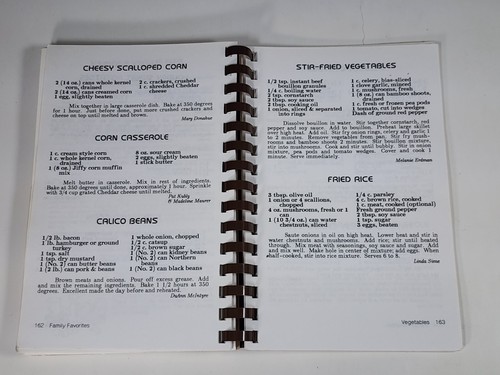 CHEESY SCALLOPED CORN
2 (14 oz.) cans whole kernel
corn, drained
2 (14 oz.) cans creamed corn
1 egg, slightly beaten
2 c. crackers, crushed
1 c. shredded Cheddar
cheese
Mix together in large casserole dish. Bake at 350 degrees
for 1 hour. Just before done, put more crushed crackers and
cheese on top until melted and brown.
Mary Donahue
CORN CASSEROLE
1 c. cream style corn
1 c. whole kernel corn,
drained
1 (8 oz.) Jiffy corn muffin
mix
8 oz. sour cream
2 eggs, slightly beaten
1 stick butter
Melt butter in casserole. Mix in rest of ingredients.
Bake at 350 degrees until done, approximately 1 hour. Sprinkle
with 3/4 cup grated Cheddar cheese until melted.
Pat Kubly
& Madeline Maurer
CALICO BEANS
1/2 lb. bacon
1 lb. hamburger or ground
turkey
1 tsp. salt
1 tsp. dry mustard
1 (No. 2) can butter beans
1 (2 lb.) can pork & beans
1 whole onion, chopped
1/2 c. catsup
1/2 c. brown sugar
1 (No. 2) can kidney beans
1 (No. 2) can Northern
beans
1 (No. 2) can black beans
Brown meats and onions. Pour off excess grease. Add
and mix the remaining ingredients. Bake 1 1/2 hours at 350
degrees. Excellent made the day before and reheated.
DuAnn McIntyre
162 Family Favorites
STIR-FRIED VEGETABLES
1/2 tsp. instant beef
bouillon granules
1/4 c. boiling water
2 tsp. cornstarch
2 tbsp. soy sauce
2 tbsp. cooking oil
1 onion, sliced & separated
into rings
1 c. celery, bias-sliced
1 clove garlic, minced
1 c. mushrooms, fresh
1 (8 oz.) can bamboo shoots,
drained
1 c. fresh or frozen pea pods
1 tomato, cut into wedges
Dash of ground red pepper
Dissolve bouillon in water. Stir together cornstarch, red
pepper and soy sauce. Add to bouillon. Preheat large skillet
over high heat. Add oil. Stir fry onion rings, celery and garlic 1
to 2 minutes. Remove vegetables from pan. Stir fry mush-
rooms and bamboo shoots 2 minutes. Stir bouillon mixture,
stir into mushrooms. Cook and stir until bubbly. Stir in onion
mixture, pea pods and tomato wedges. Cover and cook 1
minute. Serve immediately.
Melanie Erdman
FRIED RICE
3 tbsp. olive oil
1 onion or 4 scallions,
chopped
4 oz. mushrooms, fresh or 1
can
1 (10 3/4 oz.) can water
chestnuts, sliced
1/4 c. parsley
4 c. brown rice, cooked
1 c. meat, cooked (optional)
Fresh ground pepper
2 tbsp. soy sauce
1 tsp. sugar
3 eggs, beaten
Saute onions in oil on high heat. Lower heat and stir in
water chestnuts and mushrooms. Add rice; stir until heated
through. Mix meat with seasonings, soy sauce and sugar. Add
and mix well. Make hole in center of mixture; add eggs. When
half-cooked, stir into rice mixture. Serves 6 to 8.
Linda
Vegetables 163